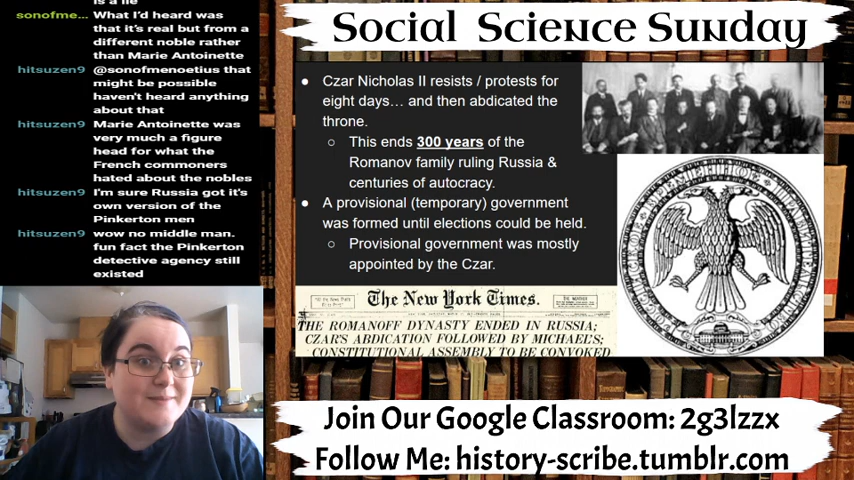 is a lie
sonofme... What I'd heard was
that it's real but from a
different noble rather
than Marie Antoinette
hitsuzen9 @sonofmenoetius that
might be possible
haven't heard anything
about that
hitsuzen9 Marie Antoinette was
very much a figure
head for what the
French commoners
hated about the nobles
hitsuzen9 I'm sure Russia got it's
own version of the
Pinkerton men
hitsuzen9 wow no middle man.
fun fact the Pinkerton
detective agency still
existed
Social Science Sunday
Czar Nicholas II resists / protests for
eight days... and then abdicated the
throne.
This ends 300 years of the
Romanov family ruling Russia &
centuries of autocracy.
A provisional (temporary) government
was formed until elections could be held.
Provisional government was mostly
appointed by the Czar.
The New York Times.
THE ROMANOFF DYNASTY ENDED IN RUSSIA;
CZAR'S ABDICATION FOLLOWED BY MICHAEL'S;
CONSTITUTIONAL ASSEMBLY TO BE CONVOKED
Join Our Google Classroom: 2g3lzzx
Follow Me: history-scribe.tumblr.com